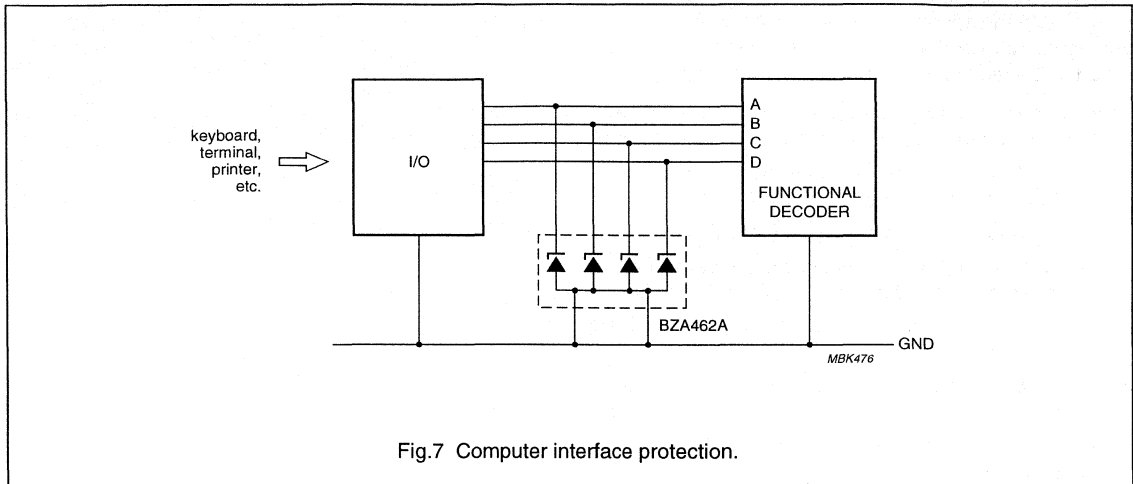 keyboard,
terminal,
printer,
etc.
I/O
A
B
C
D
FUNCTIONAL
DECODER
BZA462A
GND
MBK476
Fig.7 Computer interface protection.